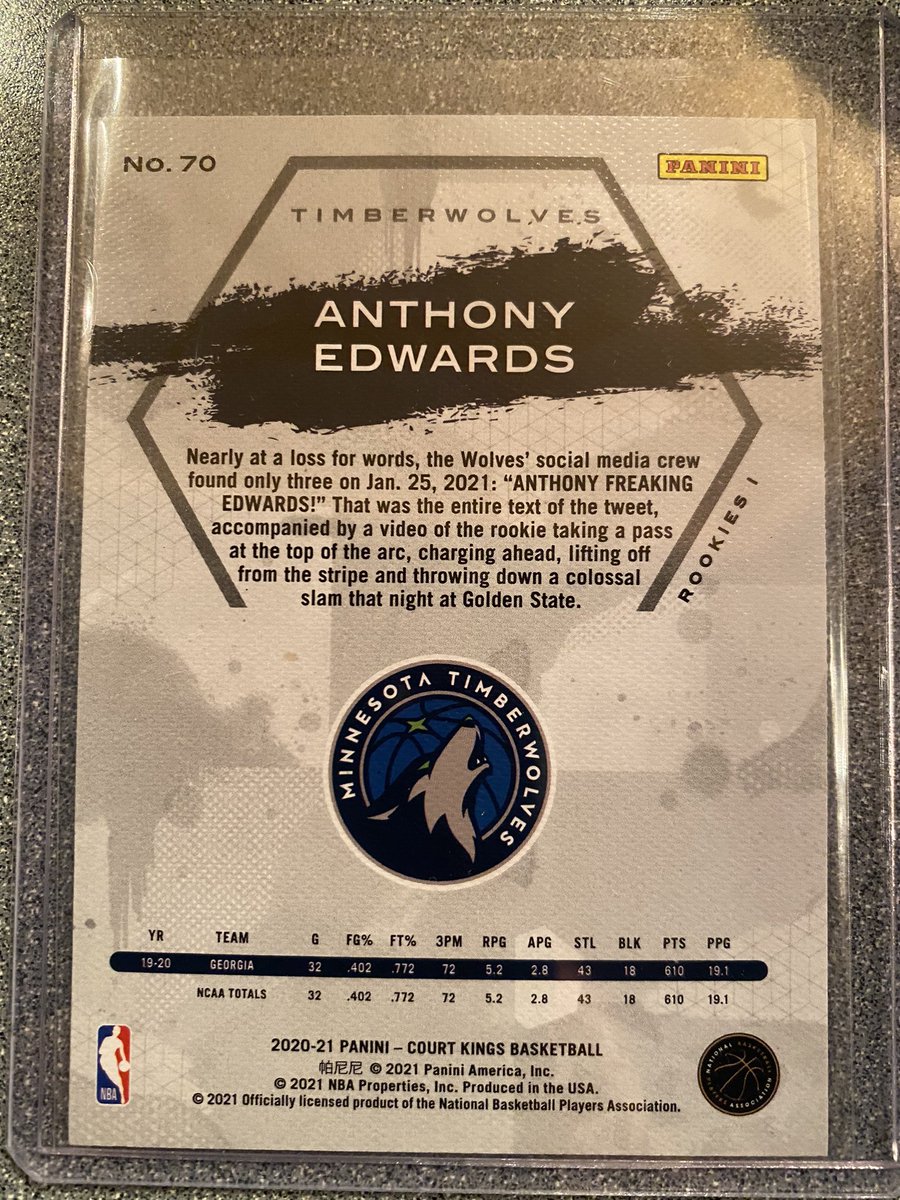 No. 70
PANINI
TIMBERWOLVES
ANTHONY
EDWARDS
Nearly at a loss for words, the Wolves' social media crew
found only three on Jan. 25, 2021: “ANTHONY FREAKING
EDWARDS!” That was the entire text of the tweet,
accompanied by a video of the rookie taking a pass
at the top of the arc, charging ahead, lifting off
from the stripe and throwing down a colossal
slam that night at Golden State.
ROOKIES I
MINNESOTA TIMBERWOLVES
YR TEAM G FG% FT% 3PM RPG APG STL BLK PTS PPG
19-20 GEORGIA 32 .402 .772 72 5.2 2.8 43 18 610 19.1
NCAA TOTALS 32 .402 .772 72 5.2 2.8 43 18 610 19.1
2020-21 PANINI – COURT KINGS BASKETBALL
帕尼尼 © 2021 Panini America, Inc.
© 2021 NBA Properties, Inc. Produced in the USA.
© 2021 Officially licensed product of the National Basketball Players Association.
NBA
NATIONAL BASKETBALL PLAYERS ASSOCIATION